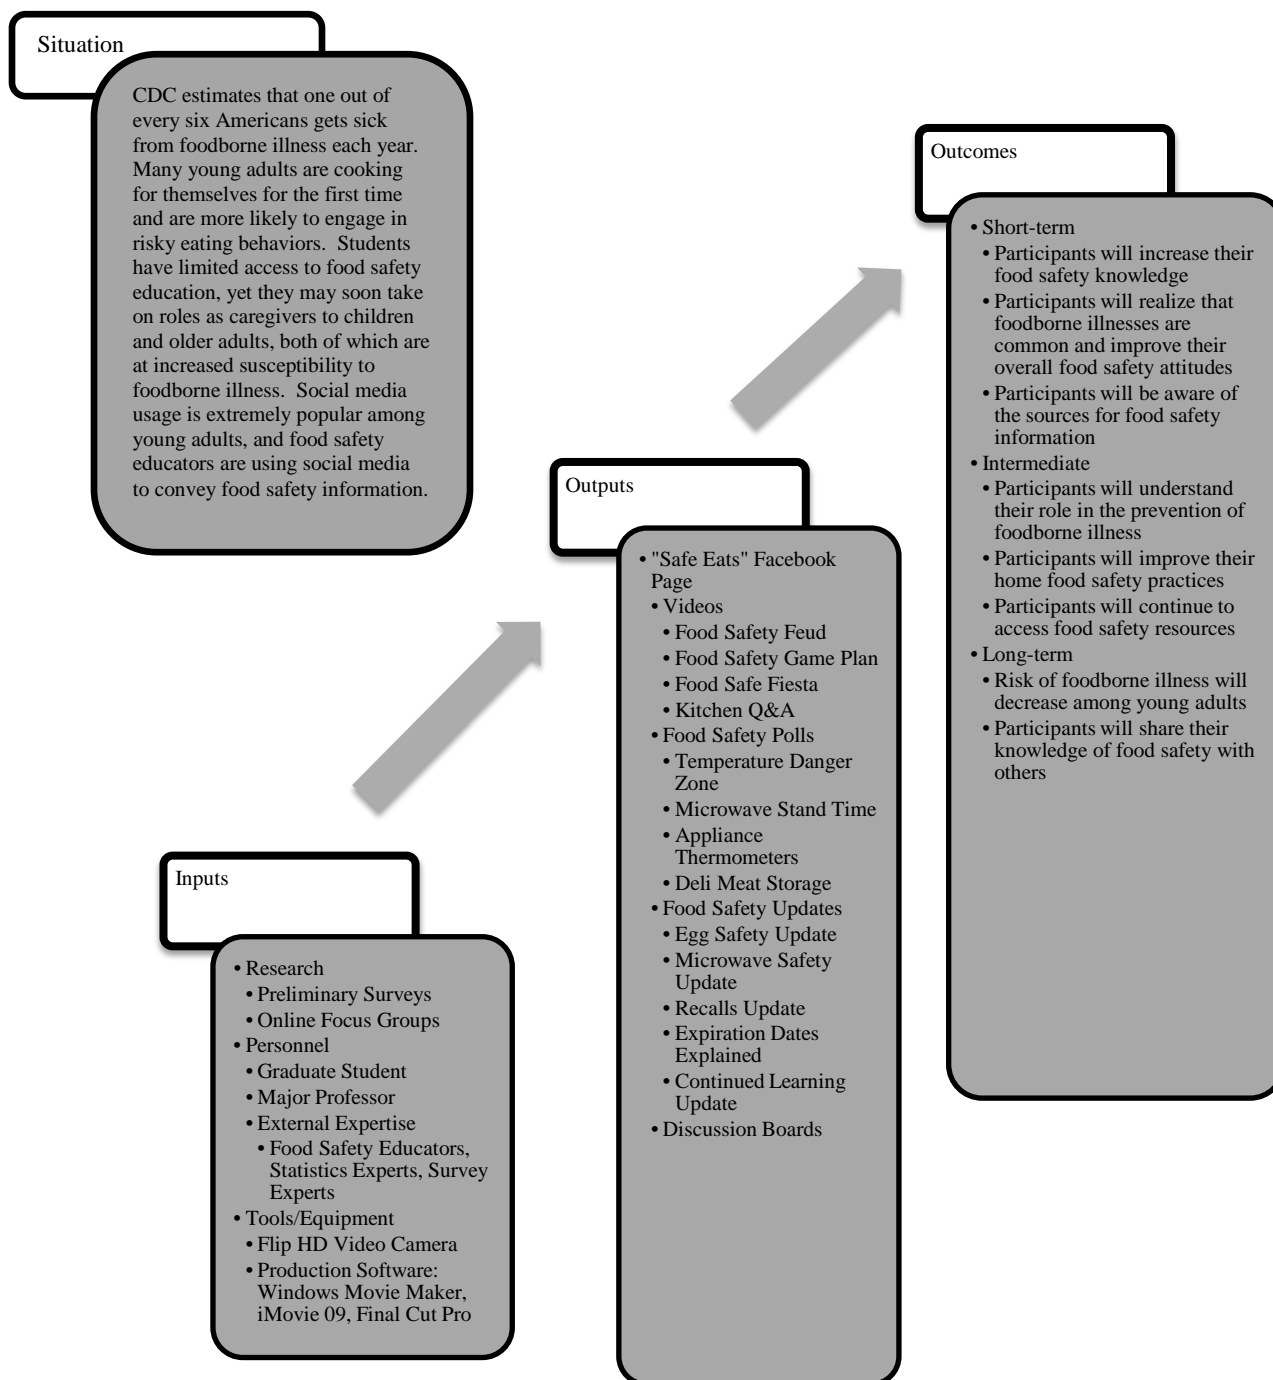 Situation
CDC estimates that one out of
every six Americans gets sick
from foodborne illness each year.
Many young adults are cooking
for themselves for the first time
and are more likely to engage in
risky eating behaviors.  Students
have limited access to food safety
education, yet they may soon take
on roles as caregivers to children
and older adults, both of which are
at increased susceptibility to
foodborne illness.  Social media
usage is extremely popular among
young adults, and food safety
educators are using social media
to convey food safety information.
Inputs
• Research
• Preliminary Surveys
• Online Focus Groups
• Personnel
• Graduate Student
• Major Professor
• External Expertise
• Food Safety Educators,
Statistics Experts, Survey
Experts
• Tools/Equipment
• Flip HD Video Camera
• Production Software:
Windows Movie Maker,
iMovie 09, Final Cut Pro
Outputs
• "Safe Eats" Facebook
Page
• Videos
• Food Safety Feud
• Food Safety Game Plan
• Food Safe Fiesta
• Kitchen Q&A
• Food Safety Polls
• Temperature Danger
Zone
• Microwave Stand Time
• Appliance
Thermometers
• Deli Meat Storage
• Food Safety Updates
• Egg Safety Update
• Microwave Safety
Update
• Recalls Update
• Expiration Dates
Explained
• Continued Learning
Update
• Discussion Boards
Outcomes
• Short-term
• Participants will increase their
food safety knowledge
• Participants will realize that
foodborne illnesses are
common and improve their
overall food safety attitudes
• Participants will be aware of
the sources for food safety
information
• Intermediate
• Participants will understand
their role in the prevention of
foodborne illness
• Participants will improve their
home food safety practices
• Participants will continue to
access food safety resources
• Long-term
• Risk of foodborne illness will
decrease among young adults
• Participants will share their
knowledge of food safety with
others